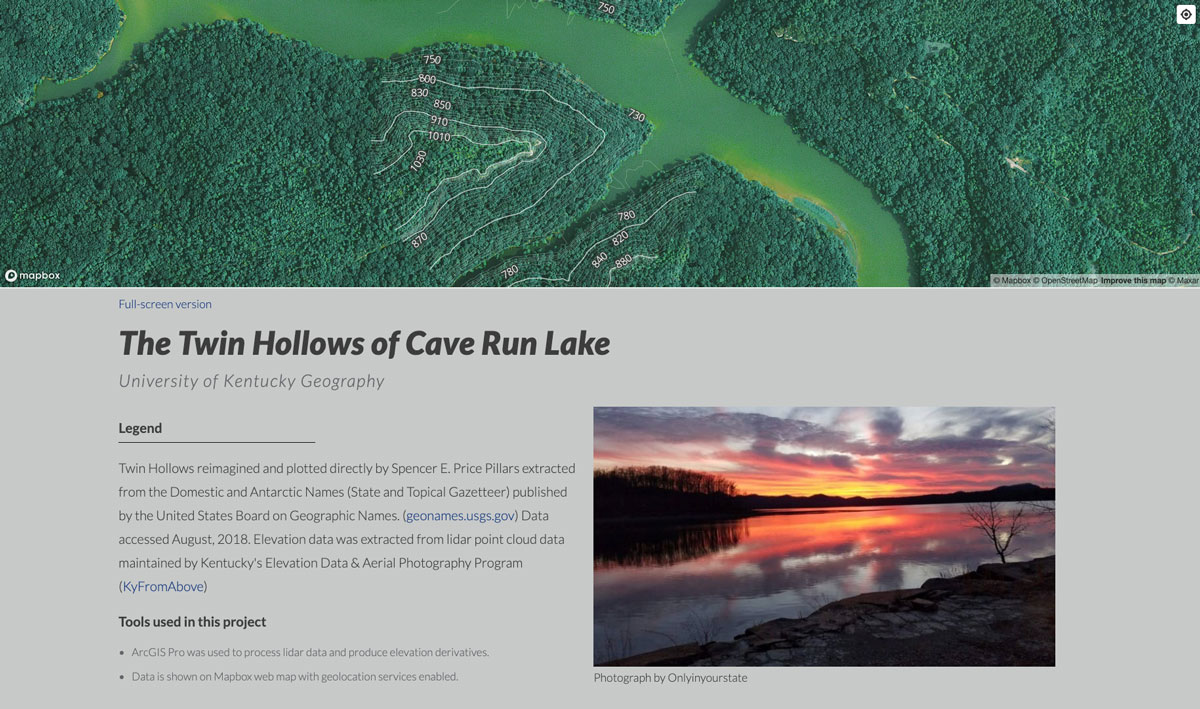 750
750
800
830
850
910
1010
1030
730
870
780
820
840
880
780
mapbox
© Mapbox © OpenStreetMap Improve this map © Maxar
Full-screen version
The Twin Hollows of Cave Run Lake
University of Kentucky Geography
Legend
Twin Hollows reimagined and plotted directly by Spencer E. Price Pillars extracted
from the Domestic and Antarctic Names (State and Topical Gazetteer) published
by the United States Board on Geographic Names. (geonames.usgs.gov) Data
accessed August, 2018. Elevation data was extracted from lidar point cloud data
maintained by Kentucky's Elevation Data & Aerial Photography Program
(KyFromAbove)
Tools used in this project
• ArcGIS Pro was used to process lidar data and produce elevation derivatives.
• Data is shown on Mapbox web map with geolocation services enabled.
Photograph by Onlyinyourstate